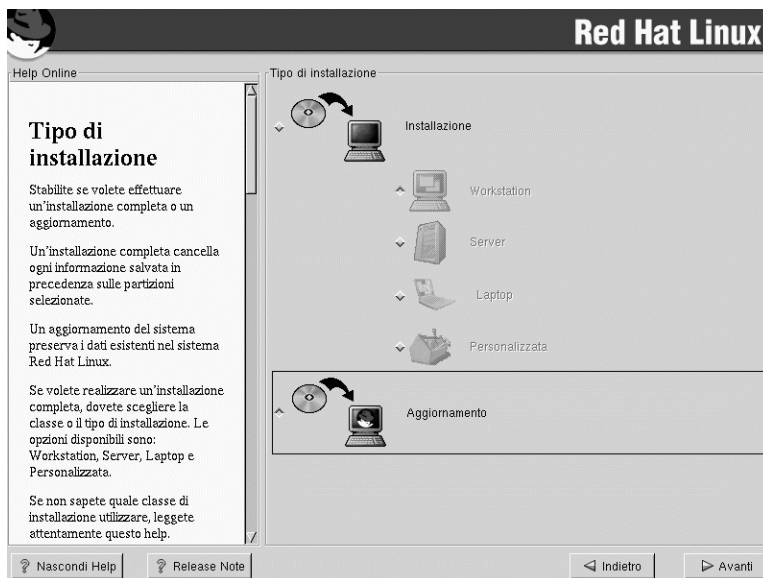 Red Hat Linux
Help Online
Tipo di
installazione
Stabilite se volete effettuare
un'installazione completa o un
aggiornamento.
Un'installazione completa cancella
ogni informazione salvata in
precedenza sulle partizioni
selezionate.
Un aggiornamento del sistema
preserva i dati esistenti nel sistema
Red Hat Linux.
Se volete realizzare un'installazione
completa, dovete scegliere la
classe o il tipo di installazione. Le
opzioni disponibili sono:
Workstation, Server, Laptop e
Personalizzata.
Se non sapete quale classe di
installazione utilizzare, leggete
attentamente questo help.
Tipo di installazione
Installazione
Workstation
Server
Laptop
Personalizzata
Aggiornamento
Nascondi Help
Release Note
Indietro
Avanti